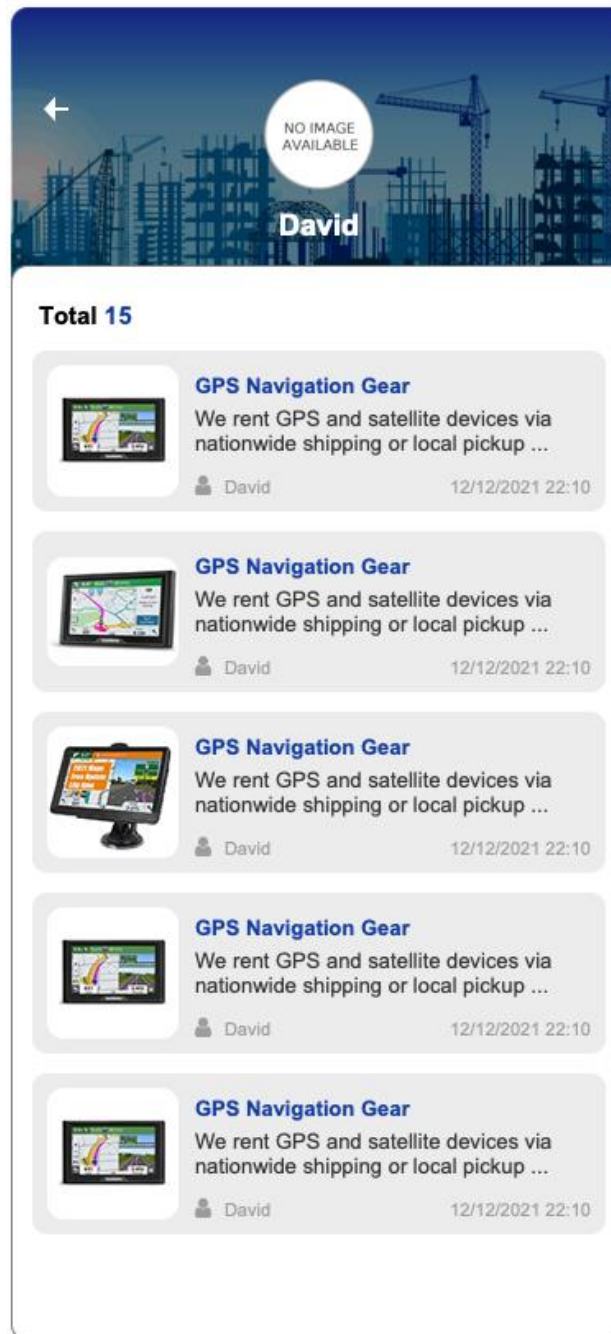 NO IMAGE
AVAILABLE
David
Total 15
GPS Navigation Gear
We rent GPS and satellite devices via
nationwide shipping or local pickup ...
David 12/12/2021 22:10
GPS Navigation Gear
We rent GPS and satellite devices via
nationwide shipping or local pickup ...
David 12/12/2021 22:10
GPS Navigation Gear
We rent GPS and satellite devices via
nationwide shipping or local pickup ...
David 12/12/2021 22:10
GPS Navigation Gear
We rent GPS and satellite devices via
nationwide shipping or local pickup ...
David 12/12/2021 22:10
GPS Navigation Gear
We rent GPS and satellite devices via
nationwide shipping or local pickup ...
David 12/12/2021 22:10